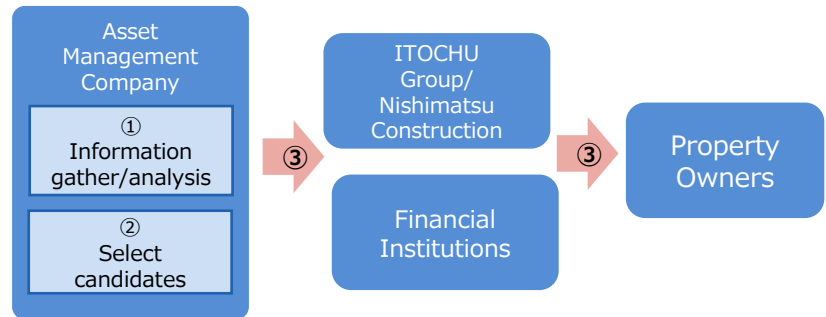 Asset
Management
Company
①
Information
gather/analysis
②
Select
candidates
③
ITOCHU
Group/
Nishimatsu
Construction
Financial
Institutions
③
Property
Owners